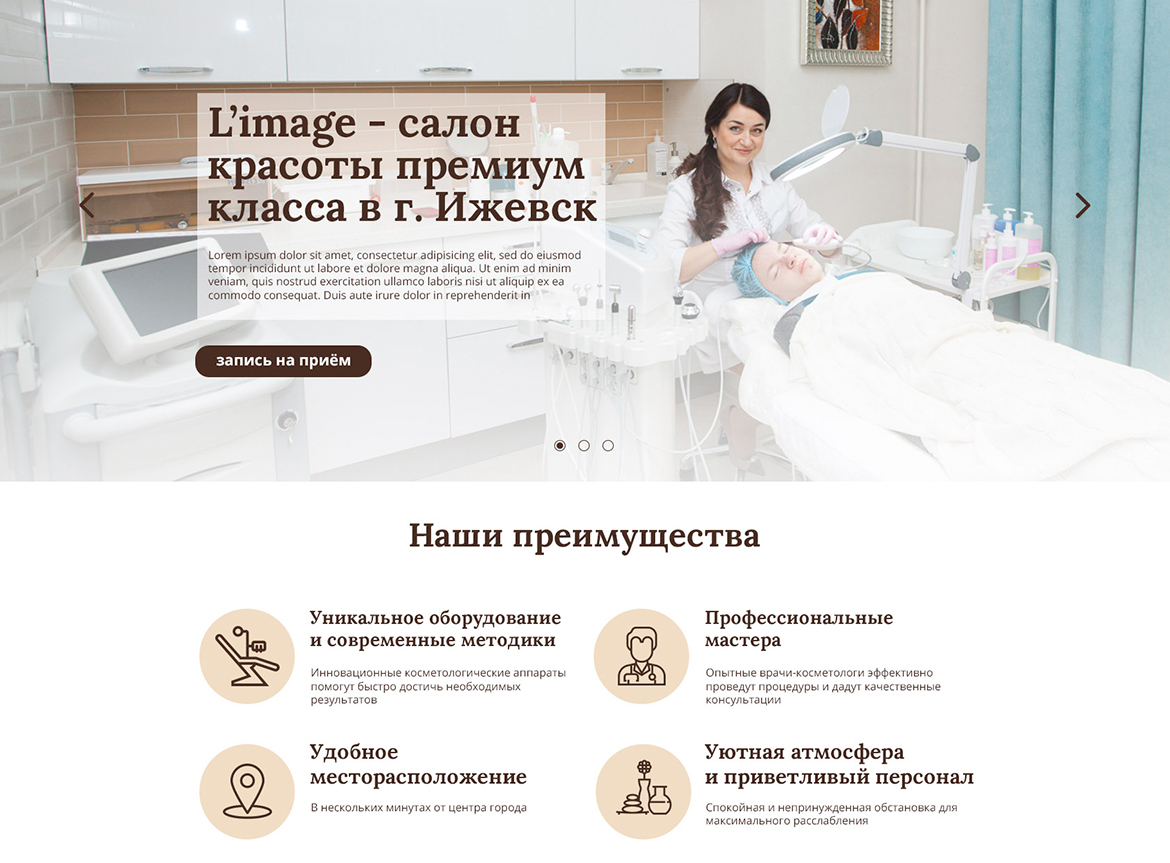 L’image - салон
красоты премиум
класса в г. Ижевск
Lorem ipsum dolor sit amet, consectetur adipisicing elit, sed do eiusmod
tempor incididunt ut labore et dolore magna aliqua. Ut enim ad minim
veniam, quis nostrud exercitation ullamco laboris nisi ut aliquip ex ea
commodo consequat. Duis aute irure dolor in reprehenderit in
запись на приём
Наши преимущества
Уникальное оборудование
и современные методики
Инновационные косметологические аппараты
помогут быстро достичь необходимых
результатов
Профессиональные
мастера
Опытные врачи-косметологи эффективно
проведут процедуры и дадут качественные
консультации
Удобное
месторасположение
В нескольких минутах от центра города
Уютная атмосфера
и приветливый персонал
Спокойная и непринужденная обстановка для
максимального расслабления